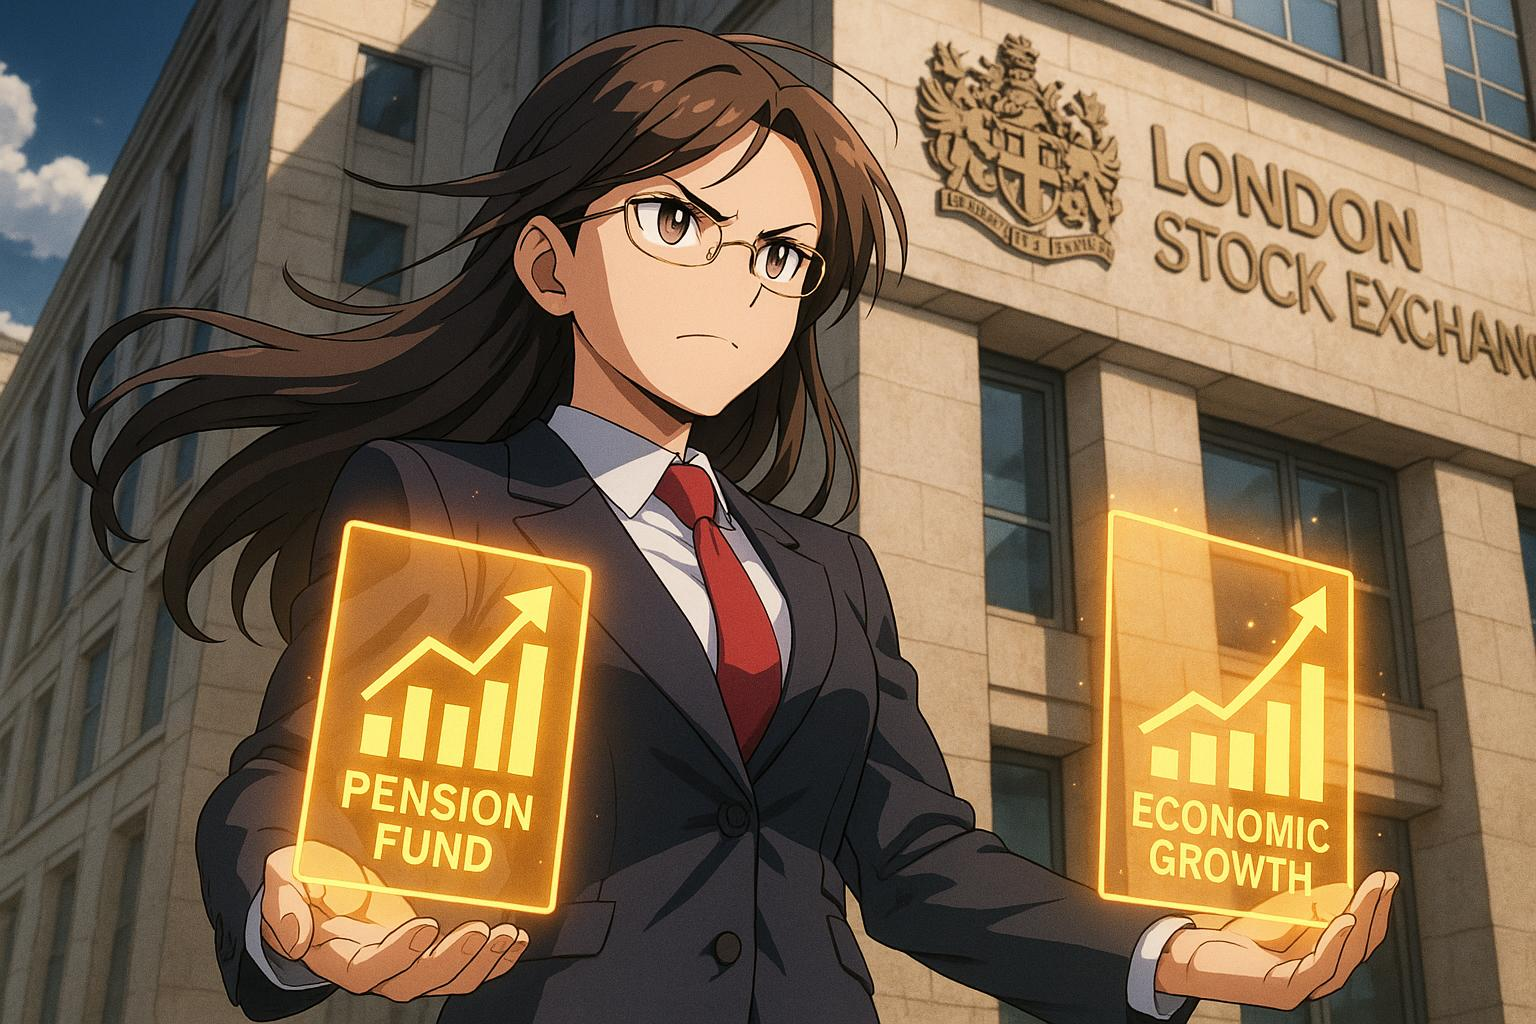 LONDON
STOCK EXCHAN
PENSION
FUND
ECONOMIC
GROWTH